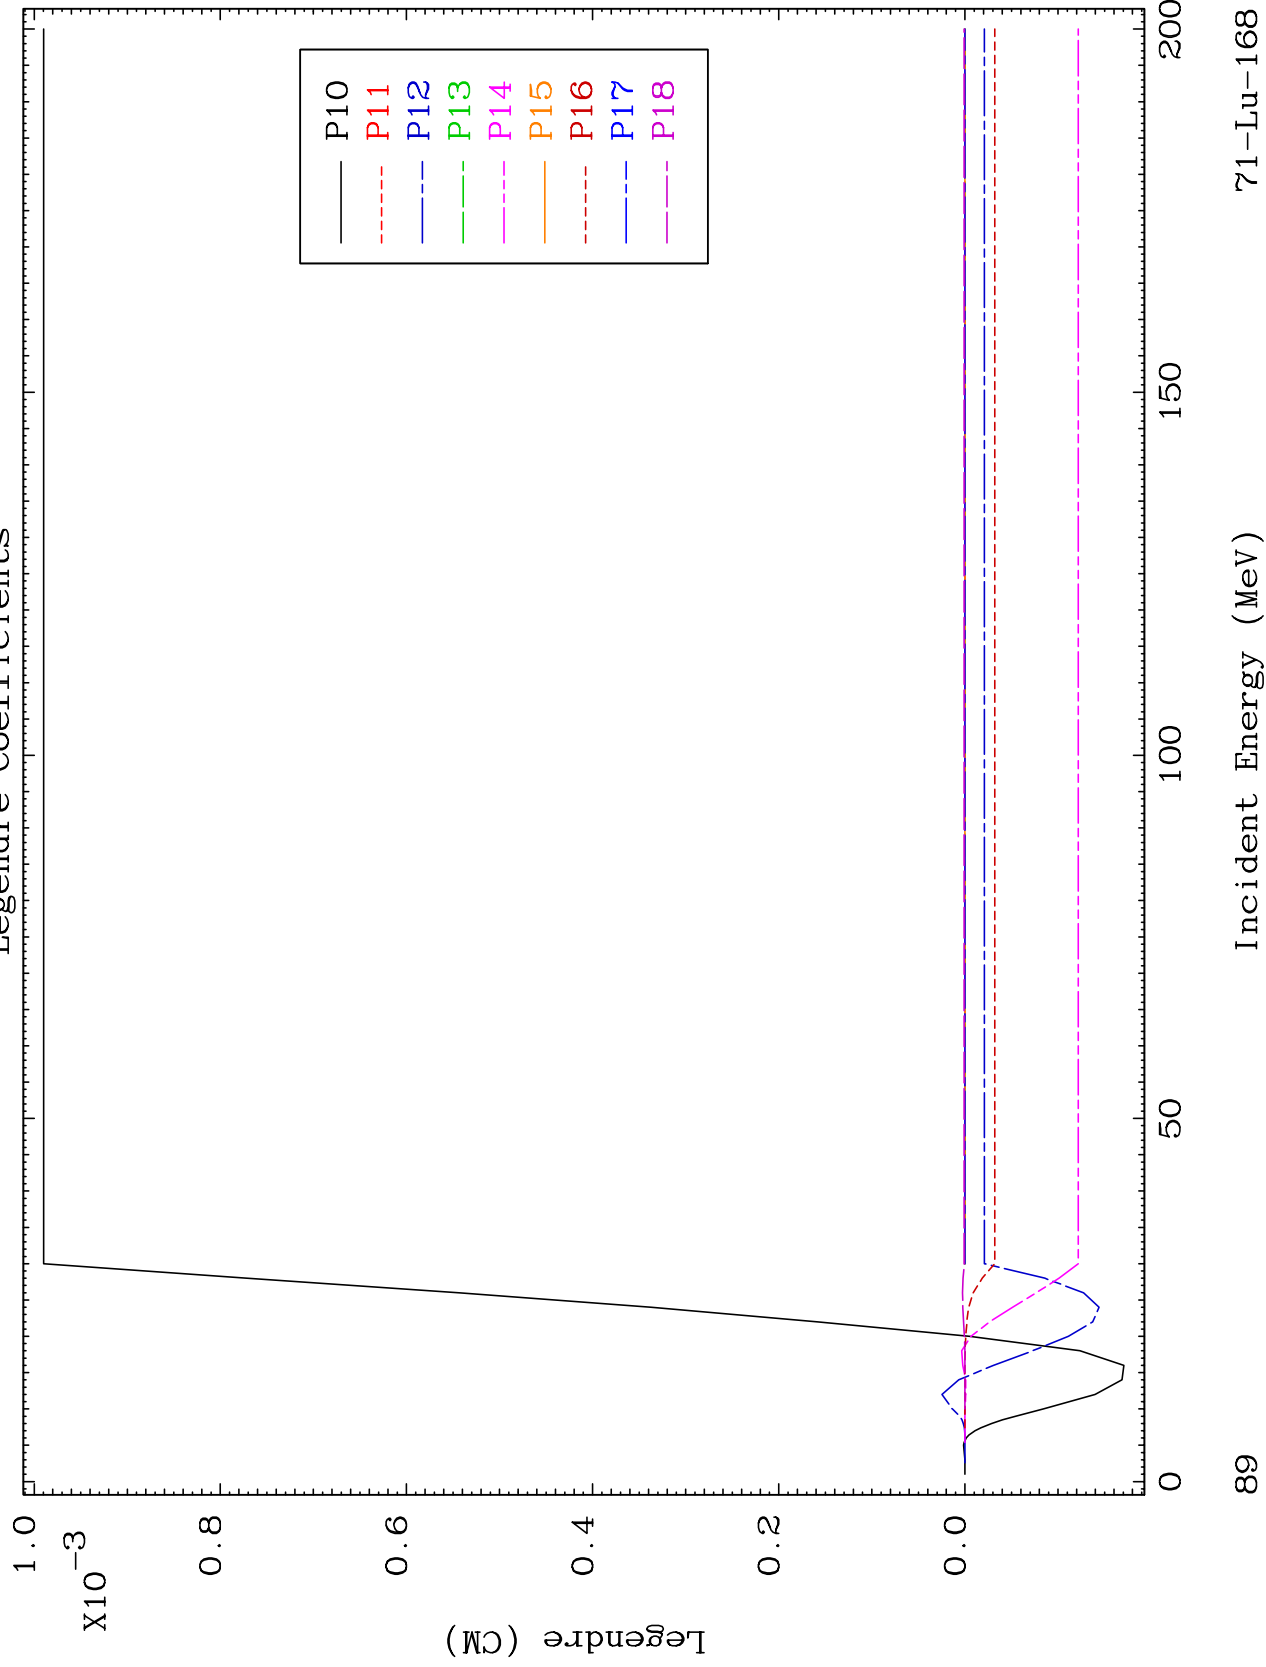 Legendre Coefficients
1.0
0.8
0.6
0.4
0.2
0.0
X10-3
Legendre (CM)
P10
P11
P12
P13
P14
P15
P16
P17
P18
0
50
100
150
200
89
Incident Energy (MeV)
71-Lu-168